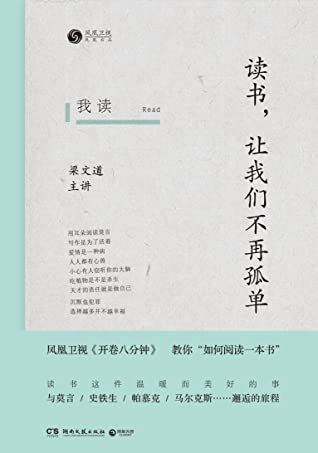 凤凰卫视
凤凰书品
我读
Read
读书，让我们不再孤单
梁文道
主讲
用耳朵阅读莫言
写作是为了活着
爱情是一种病
人人都有心兽
小心有人窃听你的大脑
吃植物是不是杀生
天才的责任就是做自己
沉默也犯罪
选择越多并不越幸福
凤凰卫视《开卷八分钟》 教你“如何阅读一本书”
读书这件温暖而美好的事
与莫言/史铁生/帕慕克/马尔克斯……邂逅的旅程
湖南文艺出版社
博集天卷